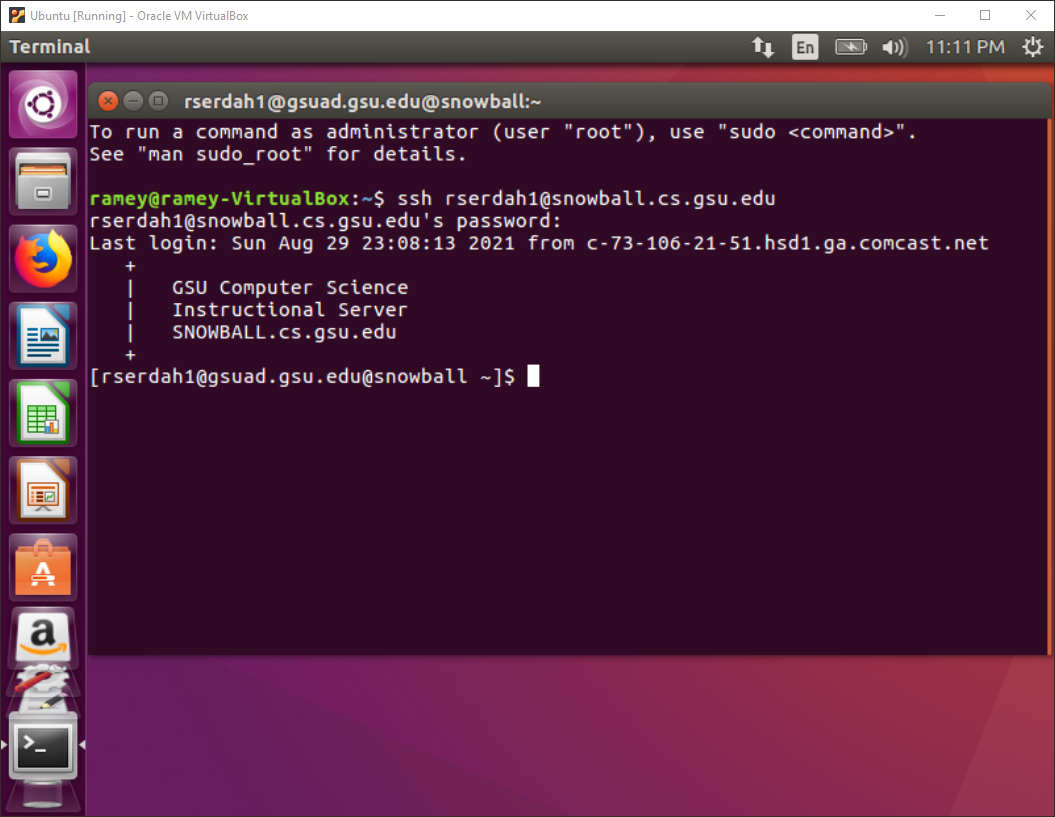 Ubuntu [Running] - Oracle VM VirtualBox
Terminal
En
11:11 PM
rserdah1@gsuad.gsu.edu@snowball:~
To run a command as administrator (user "root"), use "sudo <command>".
See "man sudo_root" for details.
ramey@ramey-VirtualBox:~$ ssh rserdah1@snowball.cs.gsu.edu
rserdah1@snowball.cs.gsu.edu's password:
Last login: Sun Aug 29 23:08:13 2021 from c-73-106-21-51.hsd1.ga.comcast.net
+
| GSU Computer Science
| Instructional Server
| SNOWBALL.cs.gsu.edu
+
[rserdah1@gsuad.gsu.edu@snowball ~]$
A
a
>_